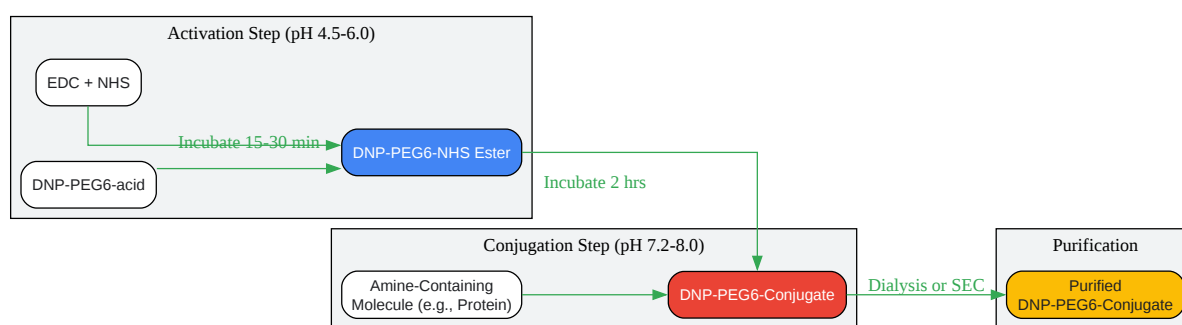 Activation Step (pH 4.5-6.0)
EDC + NHS
Incubate 15-30 min
DNP-PEG6-NHS Ester
DNP-PEG6-acid
Incubate 2 hrs
Conjugation Step (pH 7.2-8.0)
Amine-Containing
Molecule (e.g., Protein)
DNP-PEG6-Conjugate
Dialysis or SEC
Purification
Purified
DNP-PEG6-Conjugate